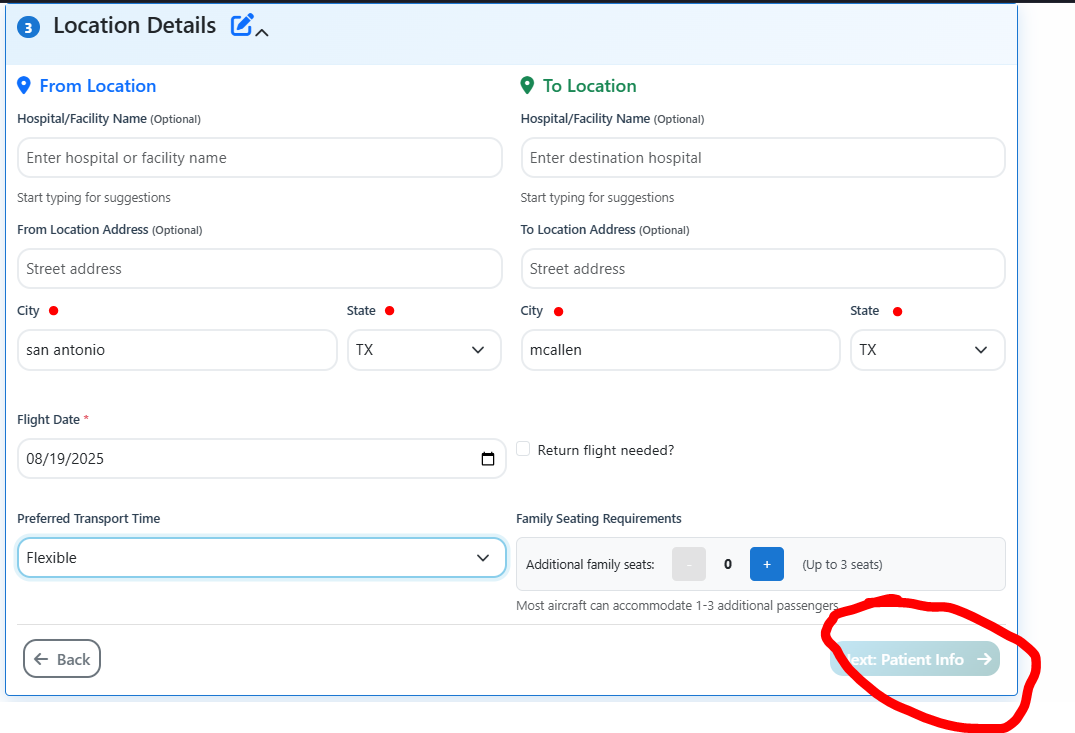 3 Location Details
From Location
Hospital/Facility Name (Optional)
Enter hospital or facility name
Start typing for suggestions
From Location Address (Optional)
Street address
City State
san antonio TX
To Location
Hospital/Facility Name (Optional)
Enter destination hospital
Start typing for suggestions
To Location Address (Optional)
Street address
City State
mcallen TX
Flight Date *
08/19/2025
Return flight needed?
Preferred Transport Time
Flexible
Family Seating Requirements
Additional family seats: - 0 + (Up to 3 seats)
Most aircraft can accommodate 1-3 additional passengers
← Back
Next: Patient Info →